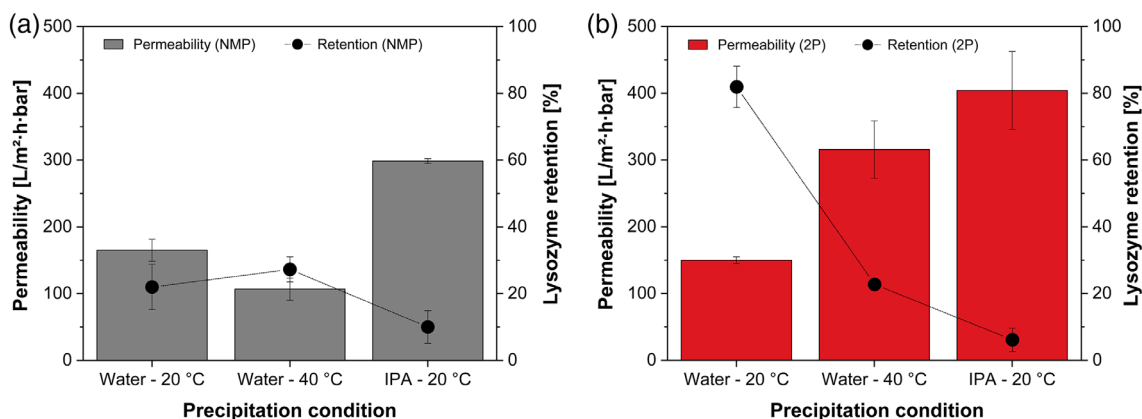 (a)
Permeability (NMP) Retention (NMP)
Permeability [L/m²·h·bar]
500
400
300
200
100
0
Lysozyme retention [%]
100
80
60
40
20
0
Water - 20 °C Water - 40 °C IPA - 20 °C
Precipitation condition
(b)
Permeability (2P) Retention (2P)
Permeability [L/m²·h·bar]
500
400
300
200
100
0
Lysozyme retention [%]
100
80
60
40
20
0
Water - 20 °C Water - 40 °C IPA - 20 °C
Precipitation condition